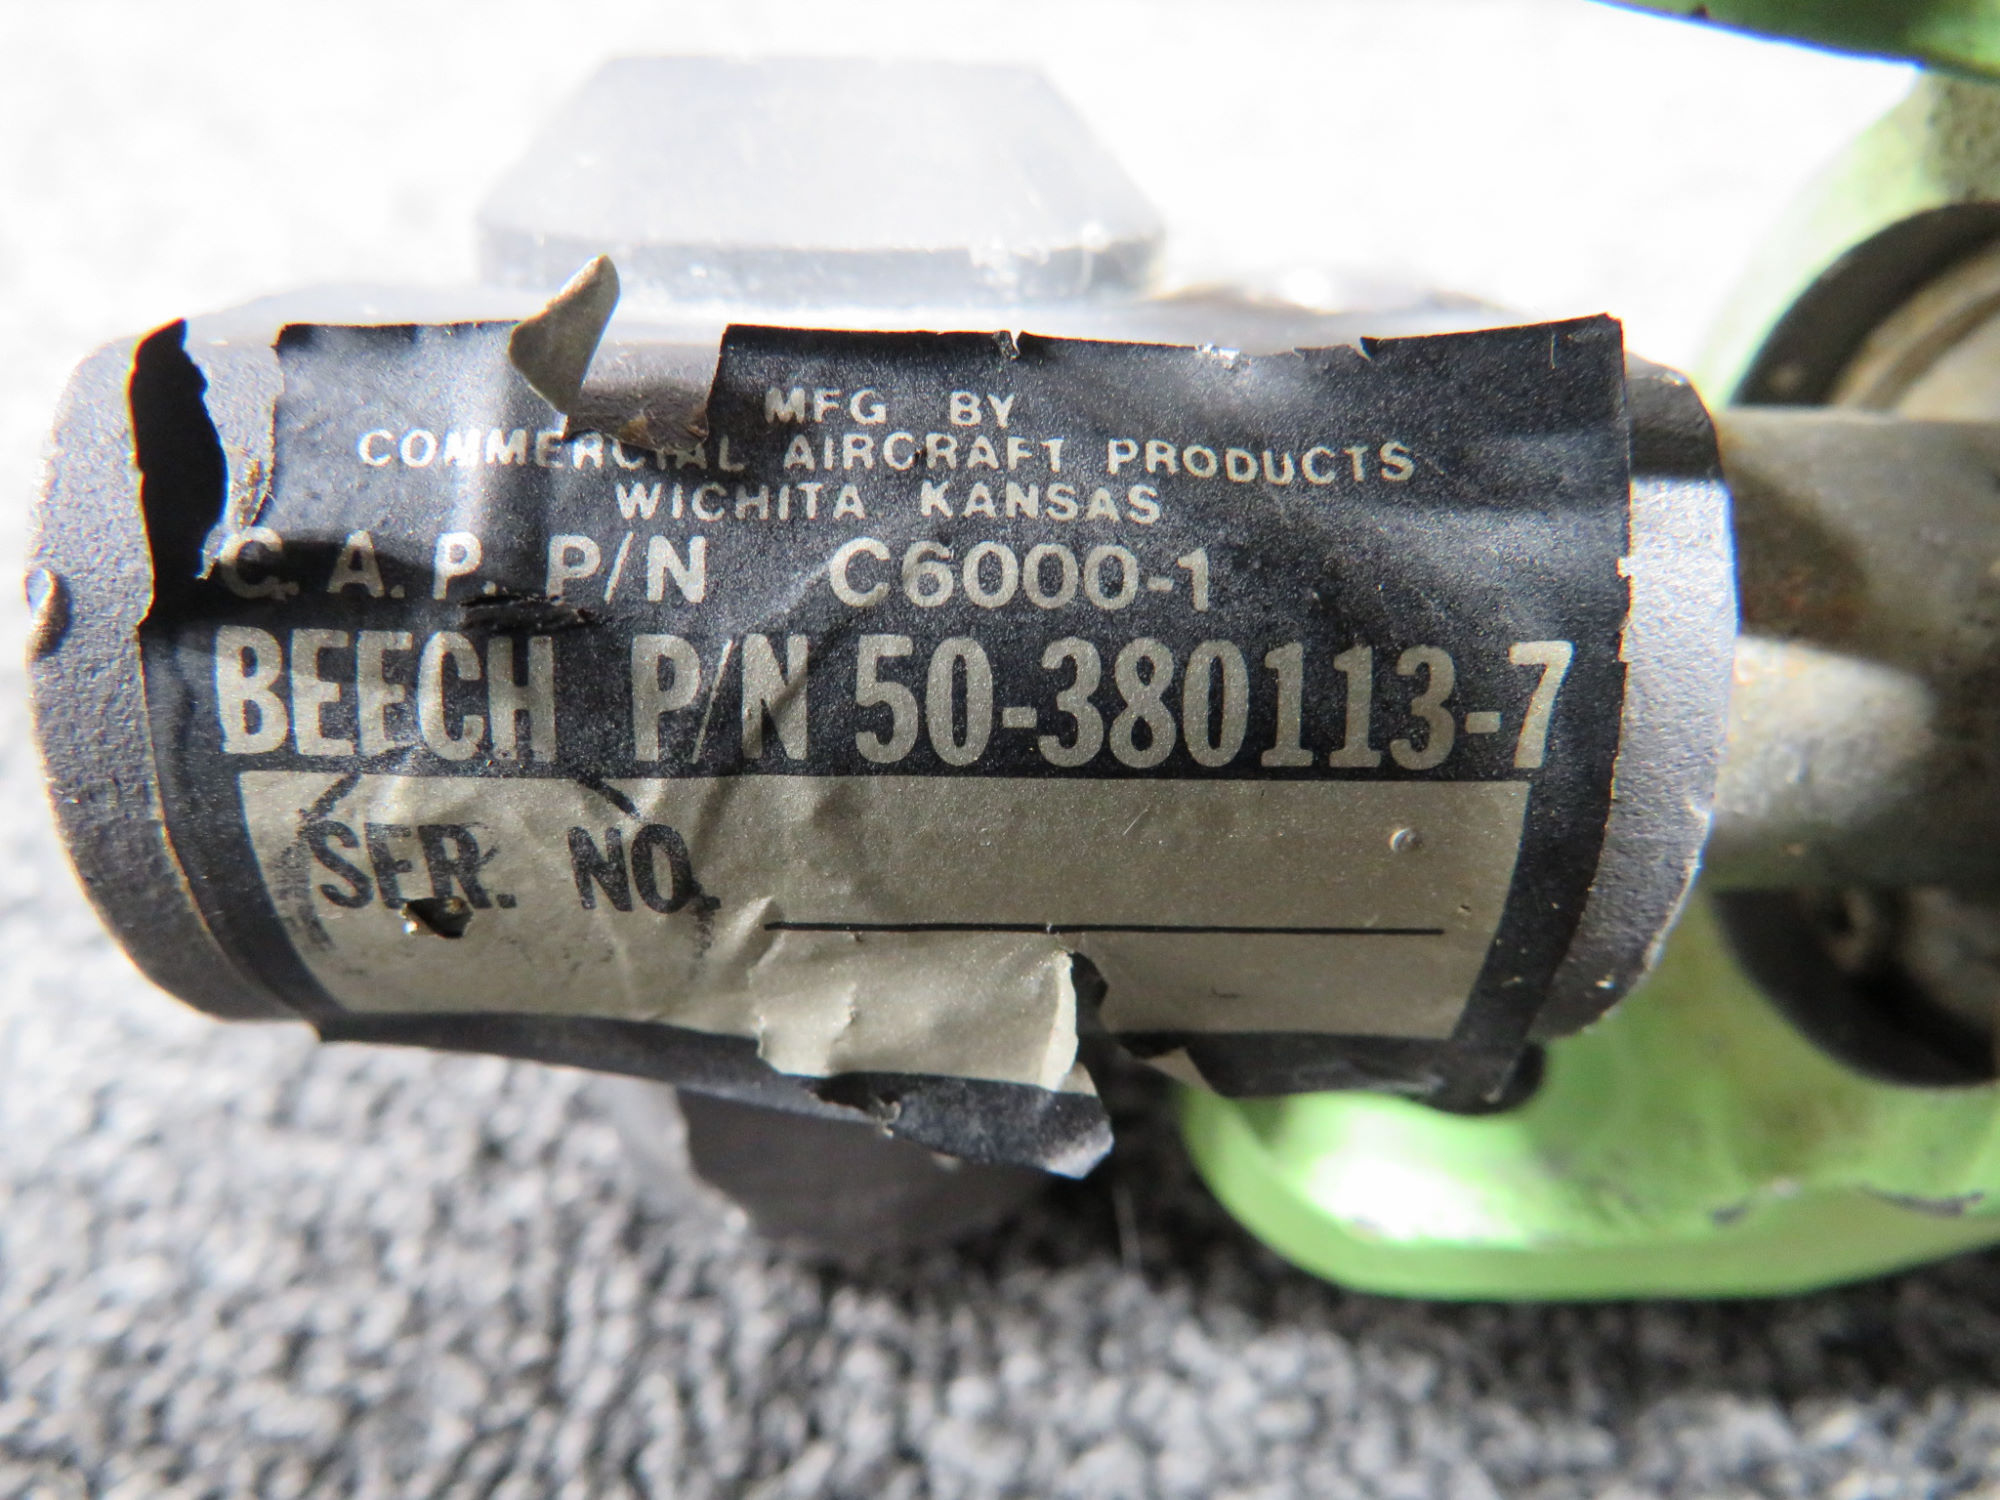 MFG BY
COMMERCIAL AIRCRAFT PRODUCTS
WICHITA KANSAS
C. A. P. P/N C6000-1
BEECH P/N 50-380113-7
SER. NO.